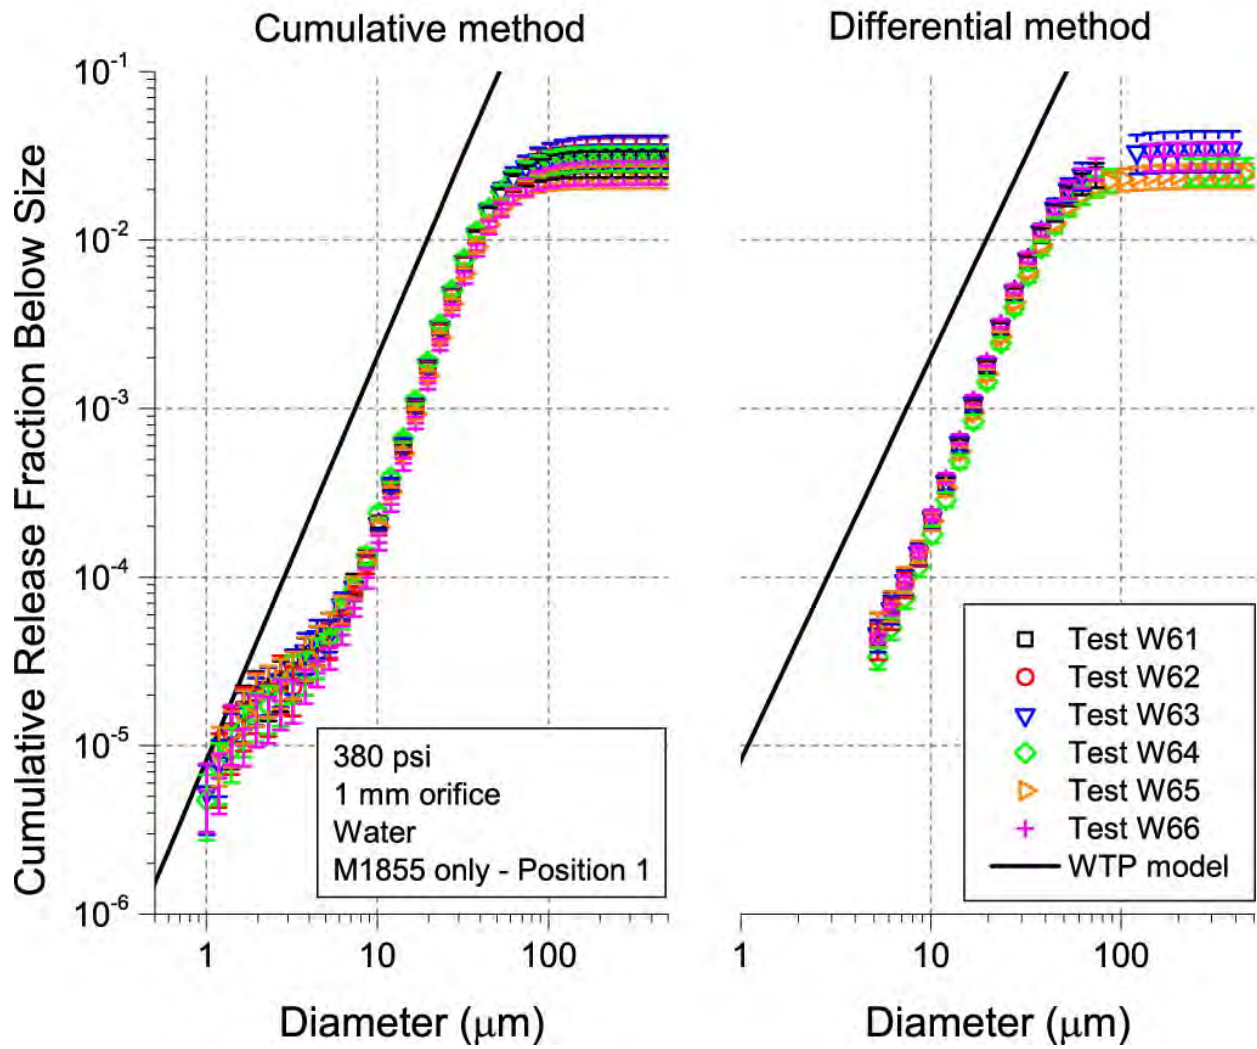 Cumulative method
Differential method
Cumulative Release Fraction Below Size
10⁻¹
10⁻²
10⁻³
10⁻⁴
10⁻⁵
10⁻⁶
380 psi
1 mm orifice
Water
M1855 only - Position 1
Test W61
Test W62
Test W63
Test W64
Test W65
Test W66
WTP model
1 10 100
1 10 100
Diameter (μm)
Diameter (μm)